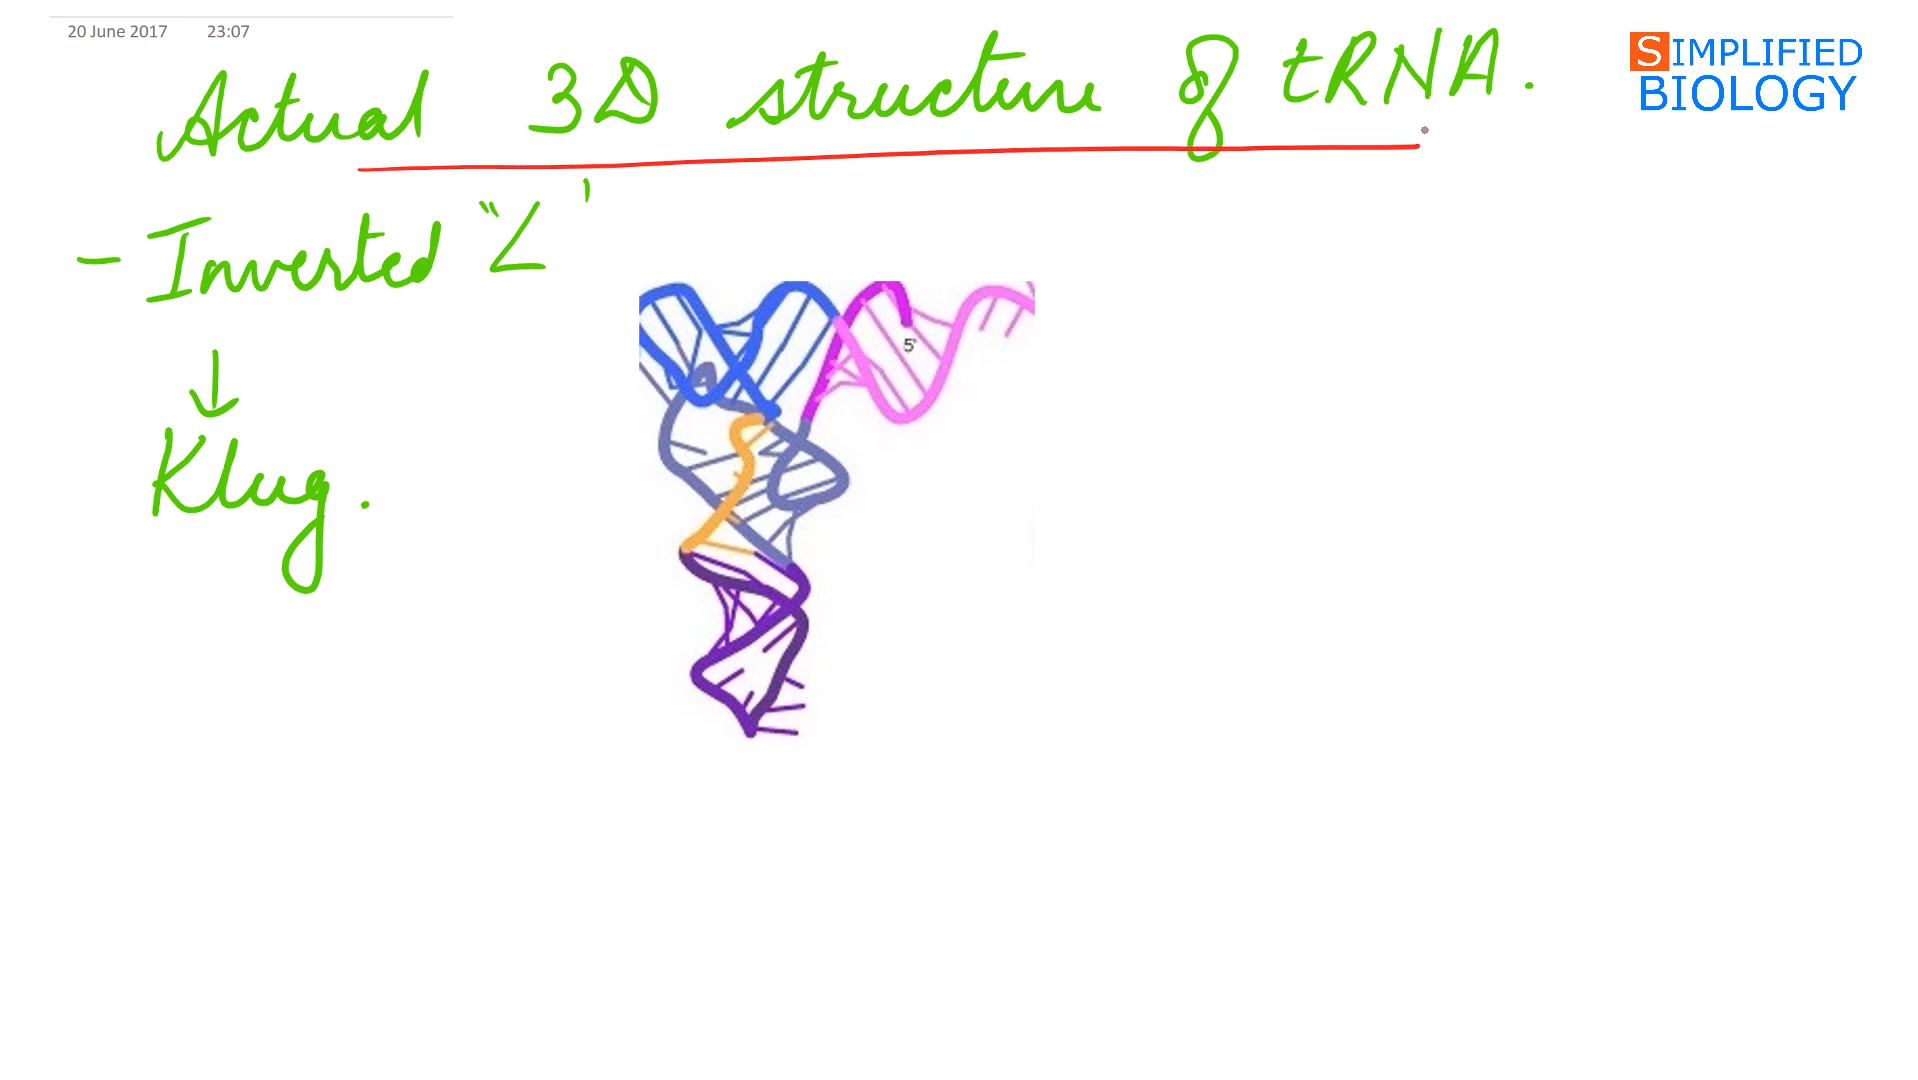 20 June 2017 23:07
Actual 3D structure of tRNA.
SIMPLIFIED
BIOLOGY
- Inverted "L'
↓
Klug.
5'